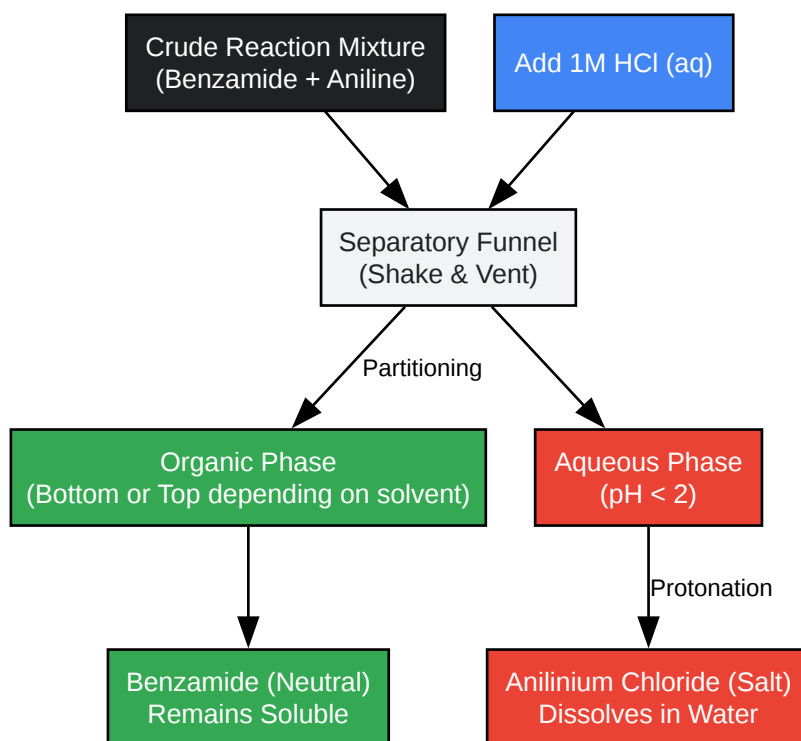 Crude Reaction Mixture
(Benzamide + Aniline)
Add 1M HCl (aq)
Separatory Funnel
(Shake & Vent)
Partitioning
Organic Phase
(Bottom or Top depending on solvent)
Aqueous Phase
(pH < 2)
Protonation
Benzamide (Neutral)
Remains Soluble
Anilinium Chloride (Salt)
Dissolves in Water